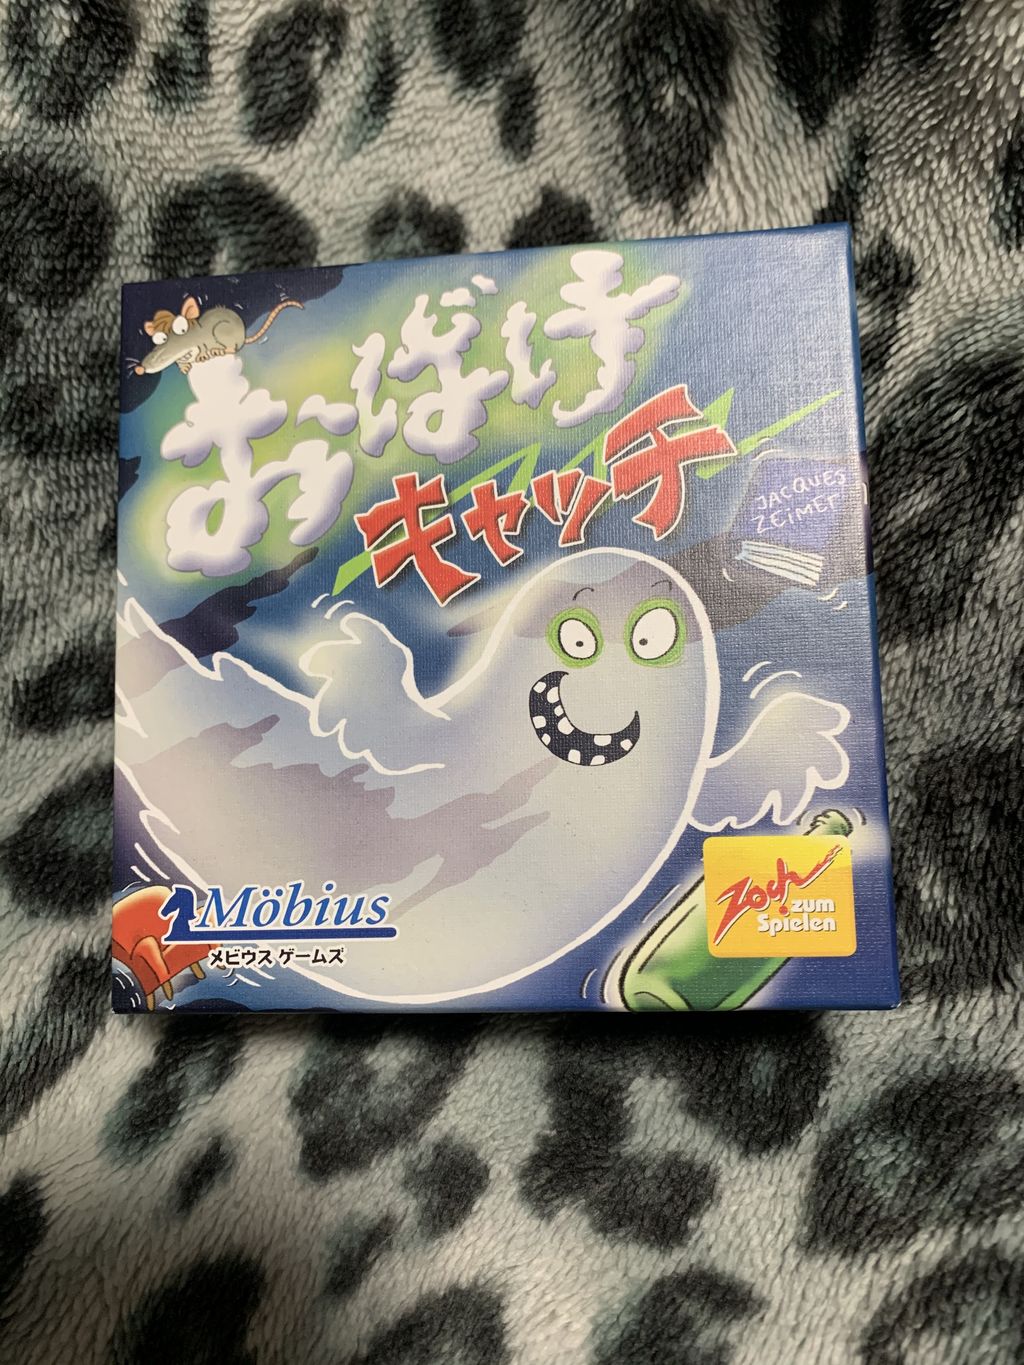 おばけ
キャッチ
JACQUES
ZEIMET
Möbius
メビウス ゲームズ
Zoch
zum
Spielen